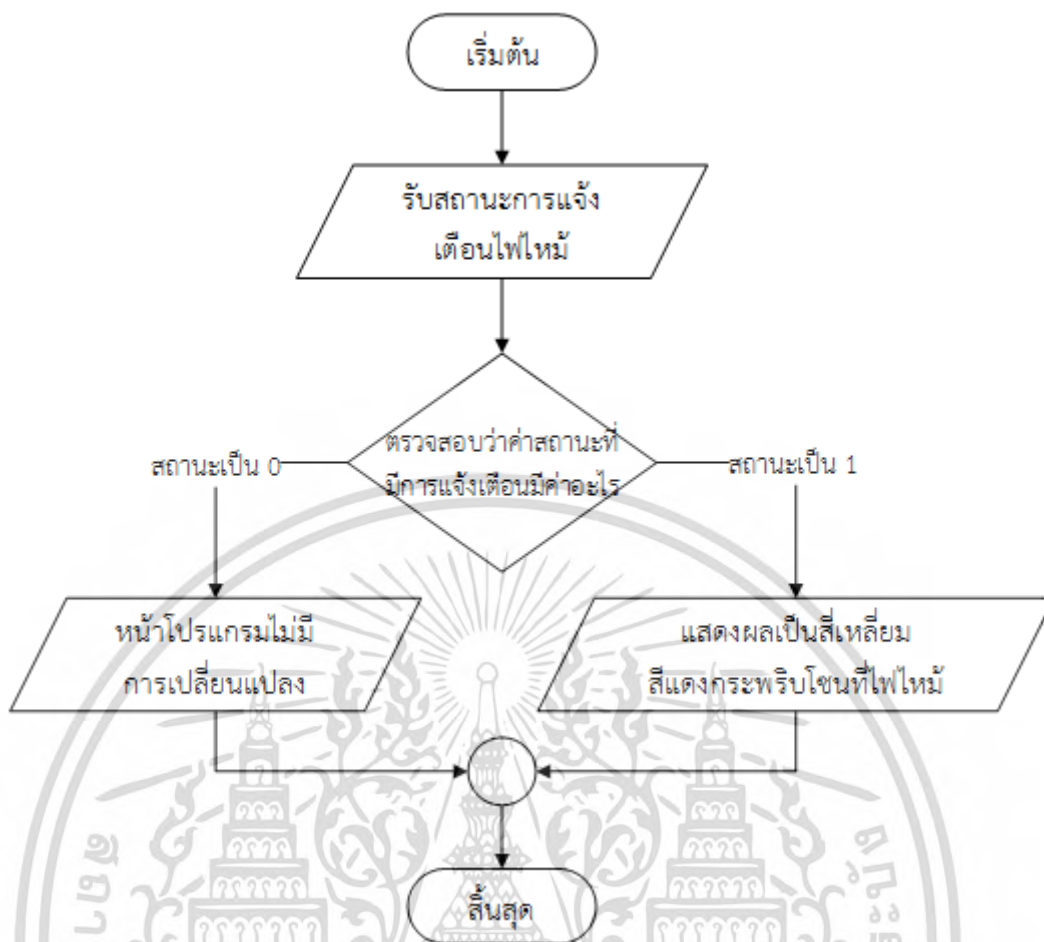 เริ่มต้น
รับสถานะการแจ้ง
เตือนไฟไหม้
ตรวจสอบว่าค่าสถานะที่
มีการแจ้งเตือนมีค่าอะไร
สถานะเป็น 0
สถานะเป็น 1
หน้าโปรแกรมไม่มี
การเปลี่ยนแปลง
แสดงผลเป็นสี่เหลี่ยม
สีแดงกระพริบโซนที่ไฟไหม้
สิ้นสุด